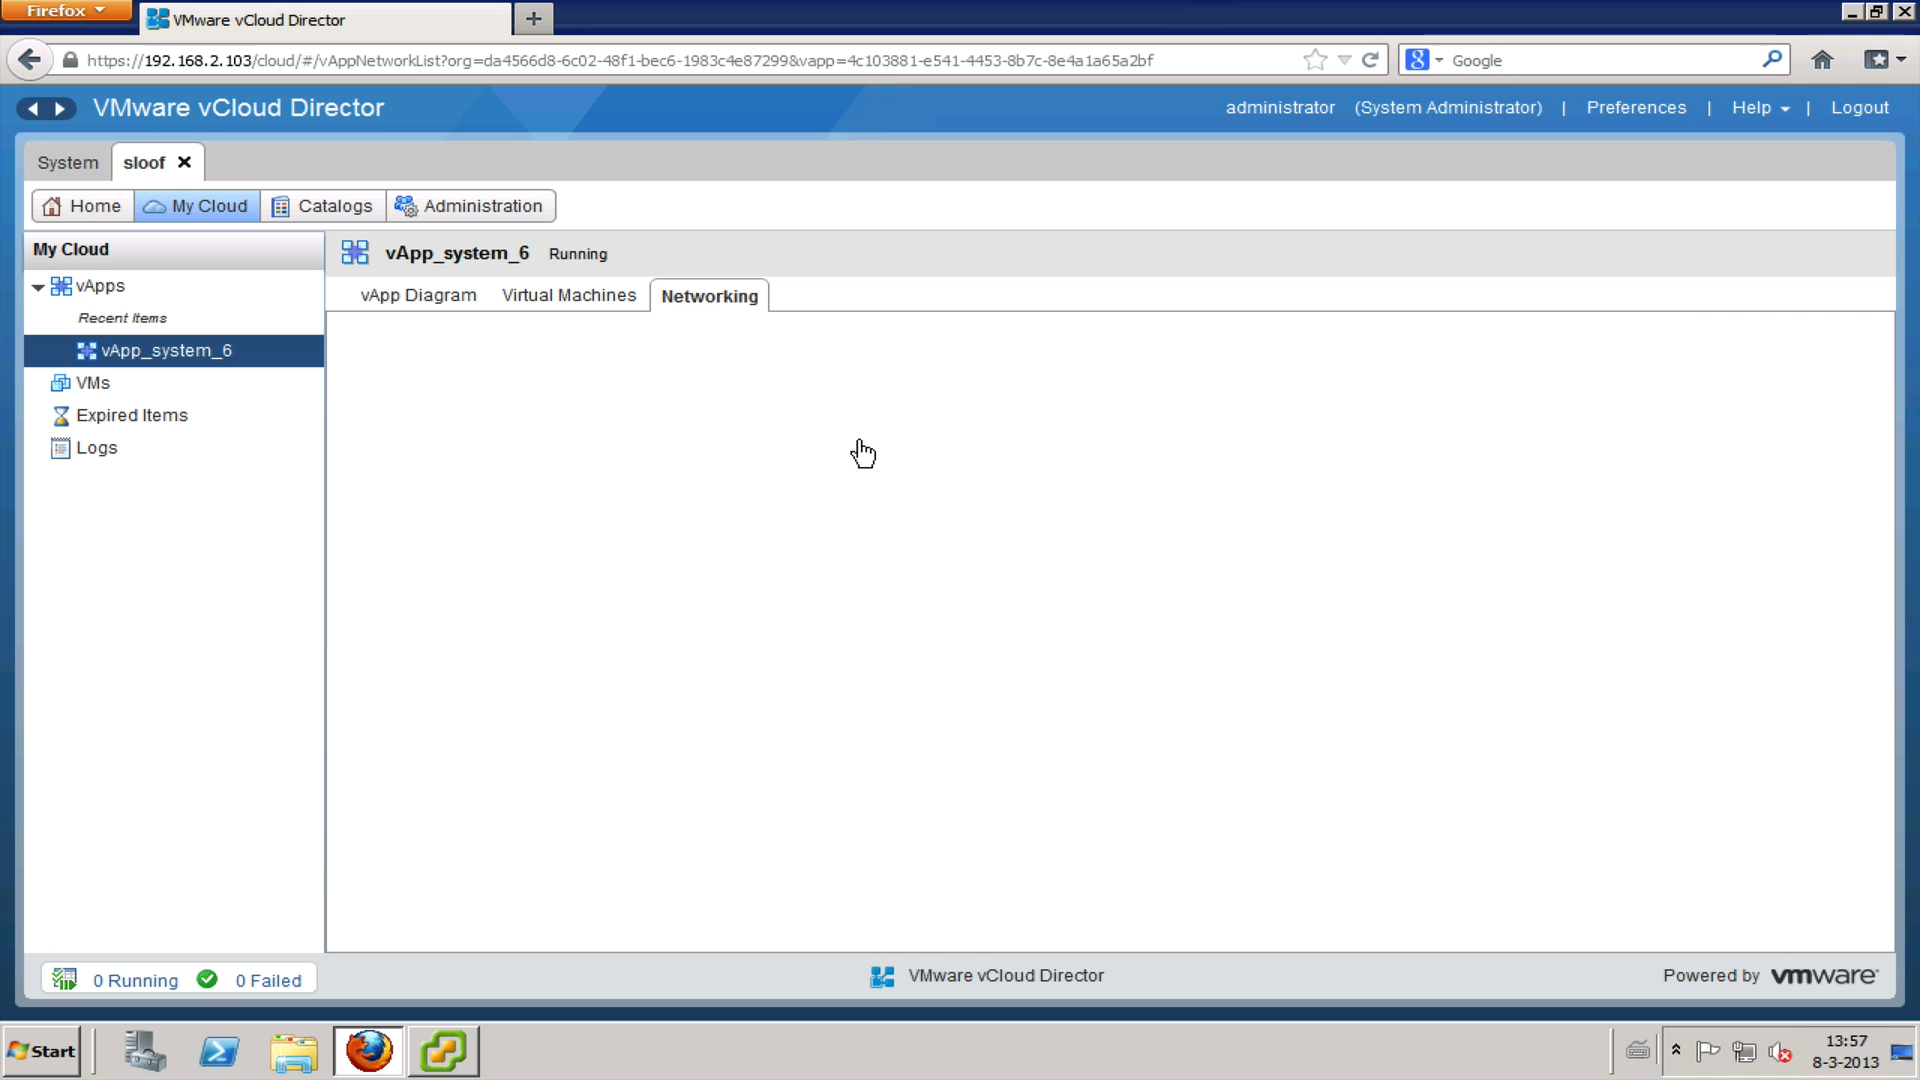 Firefox
VMware vCloud Director
https://192.168.2.103/cloud/#/vAppNetworkList?org=da4566d8-6c02-48f1-bec6-1983c4e87299&vapp=4c103881-e541-4453-8b7c-8e4a1a65a2bf
Google
VMware vCloud Director
administrator (System Administrator) | Preferences | Help | Logout
System
sloof
Home
My Cloud
Catalogs
Administration
My Cloud
vApp_system_6 Running
vApps
vApp Diagram
Virtual Machines
Networking
Recent Items
vApp_system_6
VMs
Expired Items
Logs
0 Running
0 Failed
VMware vCloud Director
Powered by vmware
Start
13:57
8-3-2013